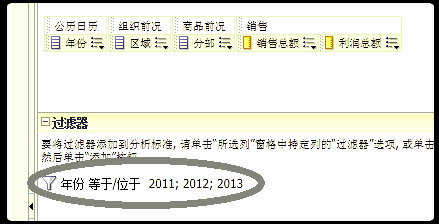 公历日历 组织前况 商品前况 销售
年份 区域 分部 销售总额 利润总额
过滤器
要将过滤器添加到分析标准, 请单击"所选列"窗格中特定列的"过滤器"选项, 或单击
然后单击"添加"按钮
年份 等于/位于 2011; 2012; 2013